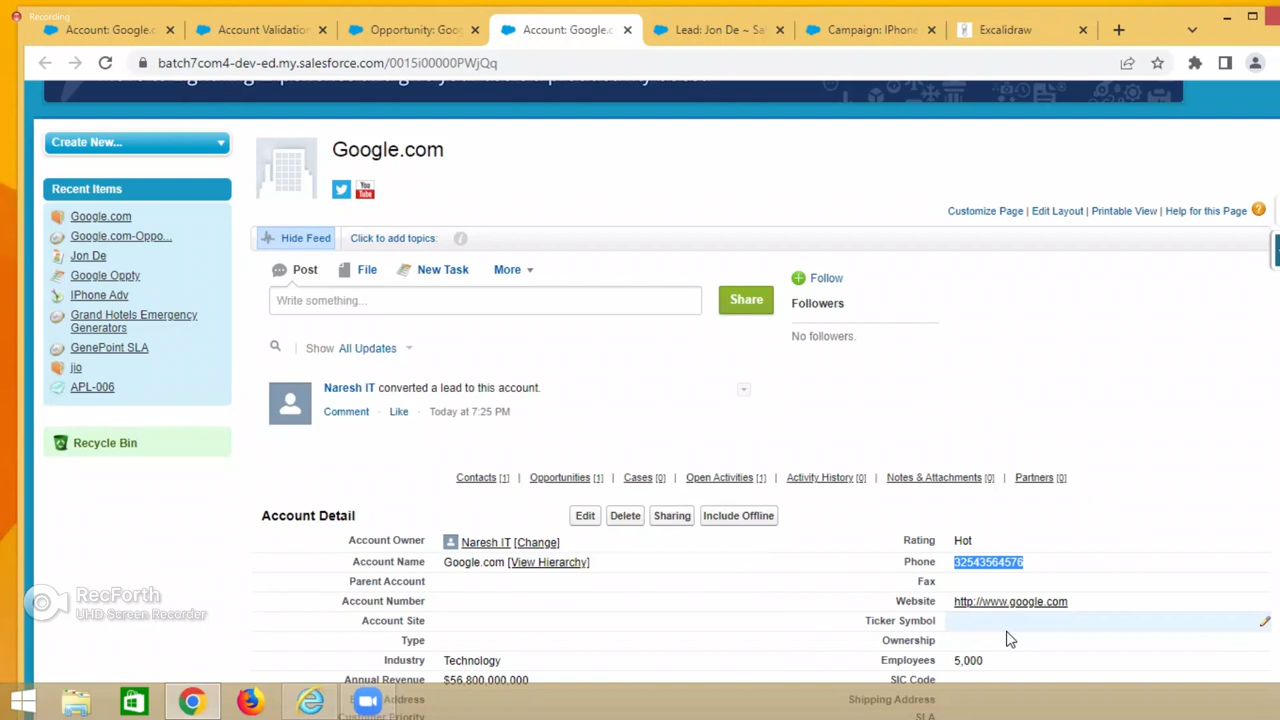 Recording
Account: Google.c
Account Validatio
Opportunity: Goo
Account: Google.c
Lead: Jon De ~ Sa
Campaign: IPhone
Excalidraw
batch7com4-dev-ed.my.salesforce.com/0015i00000PWjQq
Create New...
Recent Items
Google.com
Google.com-Oppo...
Jon De
Google Oppty
IPhone Adv
Grand Hotels Emergency
Generators
GenePoint SLA
jio
APL-006
Recycle Bin
Google.com
You
Tube
Customize Page | Edit Layout | Printable View | Help for this Page
Hide Feed Click to add topics:
Post File New Task More
Write something...
Share
Follow
Followers
No followers.
Show All Updates
Naresh IT converted a lead to this account.
Comment · Like · Today at 7:25 PM
Contacts [1] | Opportunities [1] | Cases [0] | Open Activities [1] | Activity History [0] | Notes & Attachments [0] | Partners [0]
Account Detail Edit Delete Sharing Include Offline
Account Owner Naresh IT [Change] Rating Hot
Account Name Google.com [View Hierarchy] Phone 32543564576
Parent Account Fax
Account Number Website http://www.google.com
Account Site Ticker Symbol
Type Ownership
Industry Technology Employees 5,000
Annual Revenue $56,800,000,000 SIC Code
Address Shipping Address
Customer Priority SLA
RecForth
UHD Screen Recorder